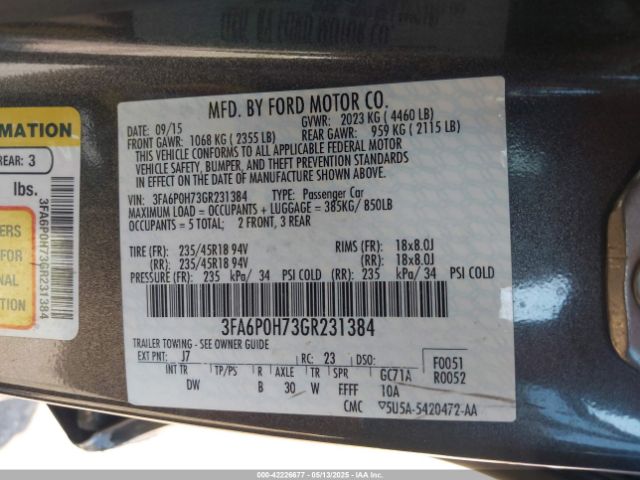 MFD. BY FORD MOTOR CO.
DATE: 09/15 GVWR: 2023 KG ( 4460 LB)
FRONT GAWR: 1068 KG ( 2355 LB) REAR GAWR: 959 KG ( 2115 LB)
THIS VEHICLE CONFORMS TO ALL APPLICABLE FEDERAL MOTOR
VEHICLE SAFETY, BUMPER, AND THEFT PREVENTION STANDARDS
IN EFFECT ON THE DATE OF MANUFACTURE SHOWN ABOVE.
VIN: 3FA6P0H73GR231384 TYPE: Passenger Car
MAXIMUM LOAD = OCCUPANTS + LUGGAGE = 385KG/ 850LB
OCCUPANTS = 5 TOTAL; 2 FRONT, 3 REAR
TIRE (FR): 235/45R18 94V RIMS (FR): 18x8.0J
(RR): 235/45R18 94V (RR): 18x8.0J
PRESSURE (FR): 235 kPa/ 34 PSI COLD (RR): 235 kPa/ 34 PSI COLD
3FA6P0H73GR231384
TRAILER TOWING - SEE OWNER GUIDE
EXT PNT: J7 RC: 23 DSO: F0051
INT TR TP/PS R AXLE TR SPR GC71A R0052
DW B 30 W FFFF 10A
CMC 5U5A-5420472-AA
RMATION
REAR: 3
lbs.
ERS
FOR
NAL
ION
3FA6P0H73GR231384
000-42226677 - 05/13/2025 - IAA Inc.